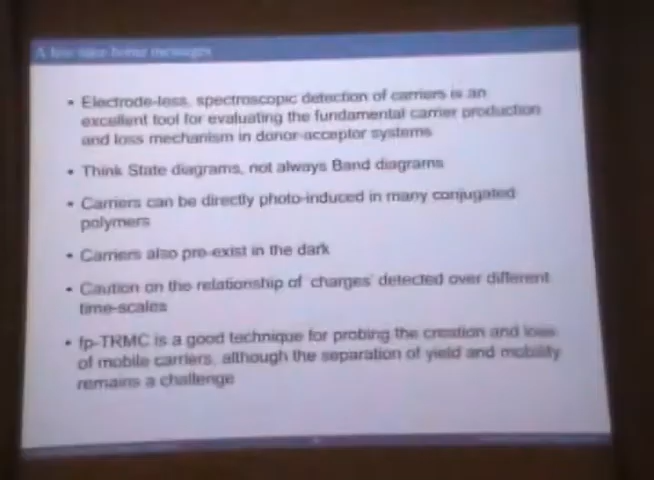 A few take home messages
• Electrode-less, spectroscopic detection of carriers is an
excellent tool for evaluating the fundamental carrier production
and loss mechanism in donor-acceptor systems
• Think State diagrams, not always Band diagrams
• Carriers can be directly photo-induced in many conjugated
polymers
• Carriers also pre-exist in the dark
• Caution on the relationship of 'charges' detected over different
time-scales
• fp-TRMC is a good technique for probing the creation and loss
of mobile carriers, although the separation of yield and mobility
remains a challenge